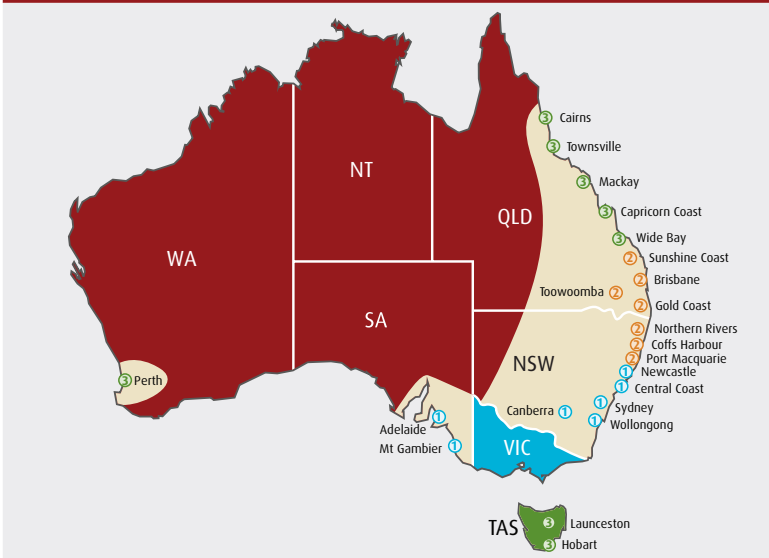 3 Cairns
3 Townsville
NT
3 Mackay
QLD
3 Capricorn Coast
3 Wide Bay
WA
2 Sunshine Coast
2 Brisbane
Toowoomba 2
2 Gold Coast
SA
2 Northern Rivers
2 Coffs Harbour
NSW
2 Port Macquarie
1 Newcastle
3 Perth
1 Central Coast
1 Sydney
Canberra 1
1 Wollongong
Adelaide 1
Mt Gambier 1
VIC
TAS
3 Launceston
3 Hobart